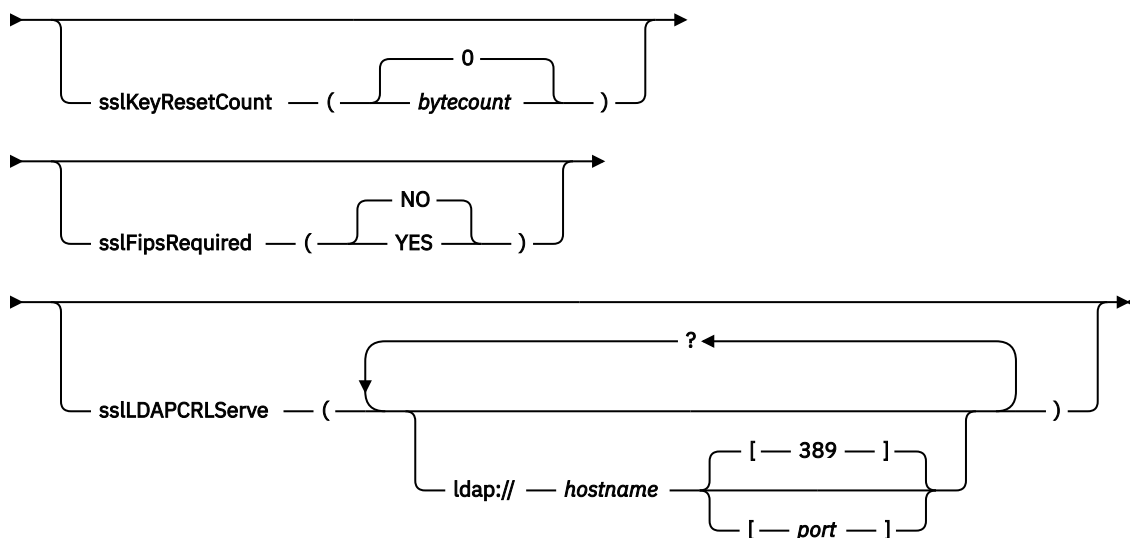 0
sslKeyResetCount ( bytecount )
NO
sslFipsRequired ( YES )
?
sslLDAPCRLServe ( )
[ 389 ]
ldap:// hostname
[ port ]